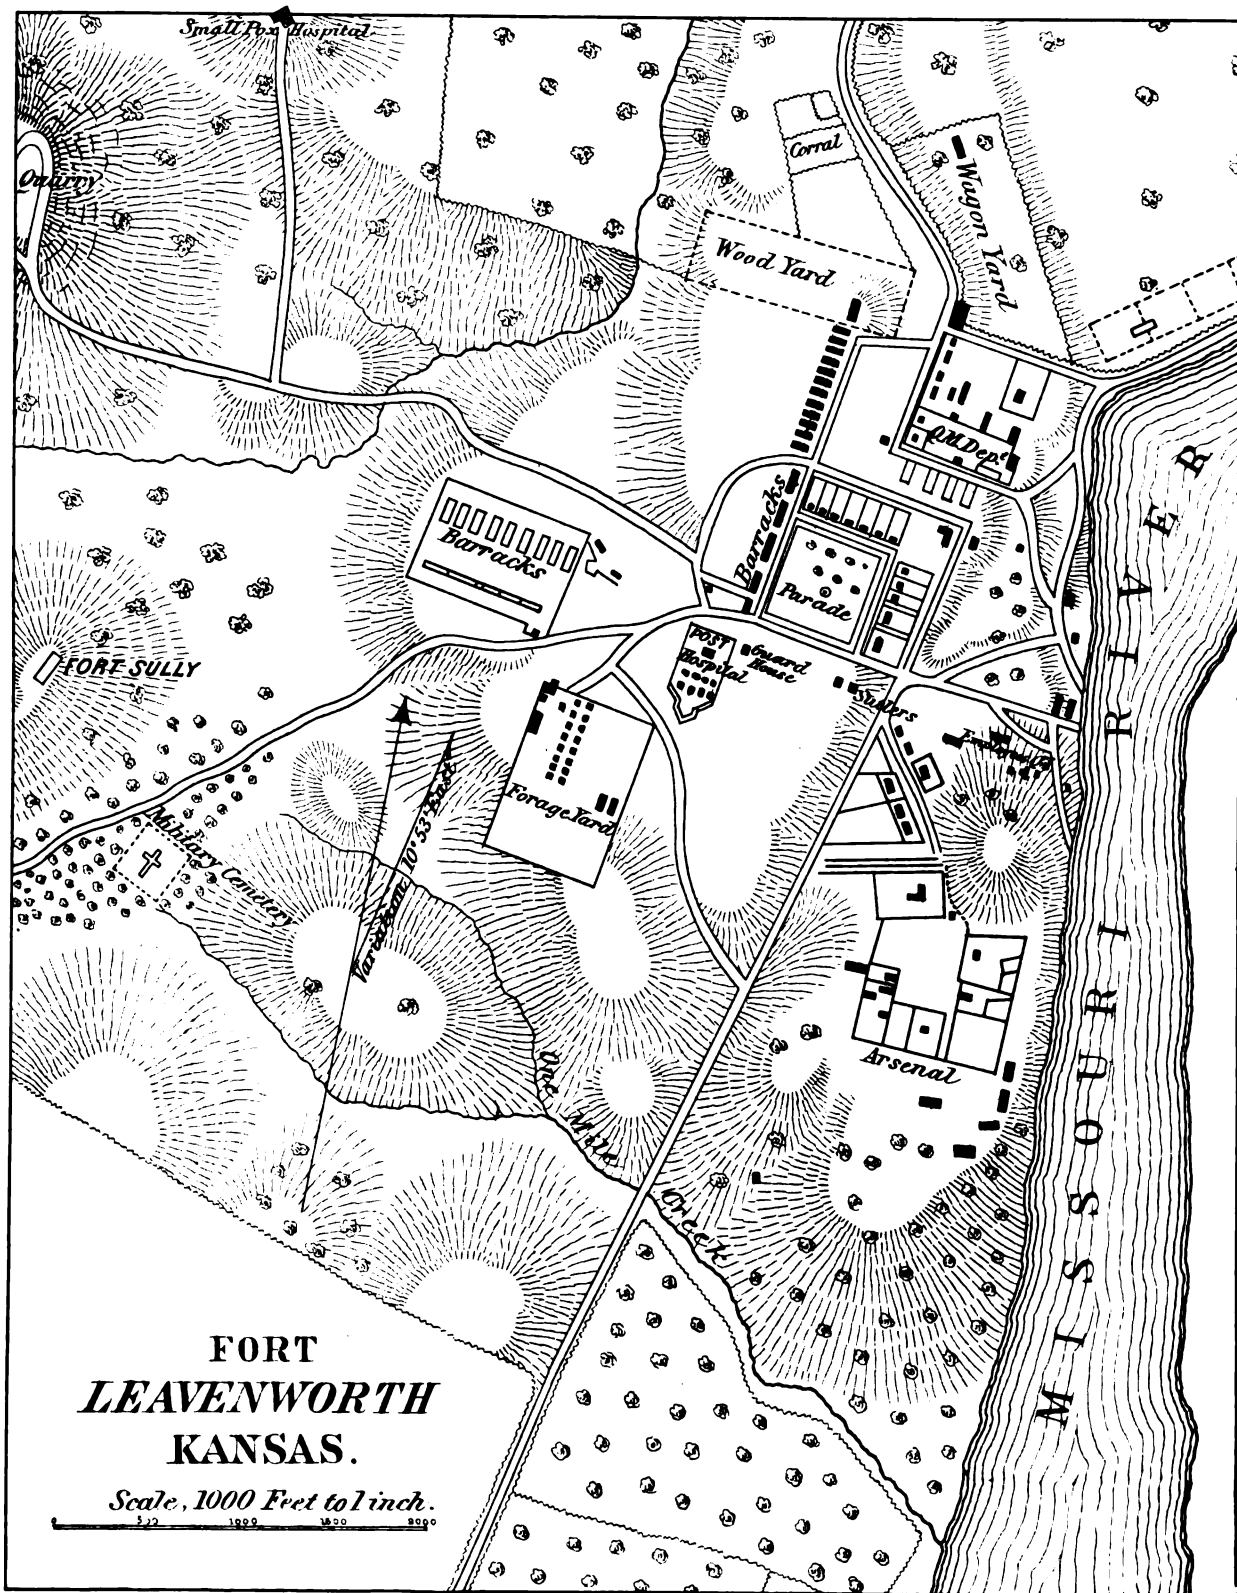 Small Pox Hospital
Quarry
Corral
Wagon Yard
Wood Yard
Q.M. Dep.t
Barracks
Barracks
Parade
POST
Hospital
Guard
House
FORT SULLY
Sutlers
Forage Yard
Military Cemetery
Variation 10°53' East
One Mile Creek
Arsenal
MISSOURI RIVER
FORT
LEAVENWORTH
KANSAS.
Scale, 1000 Feet to 1 inch.
0 500 1000 1500 2000